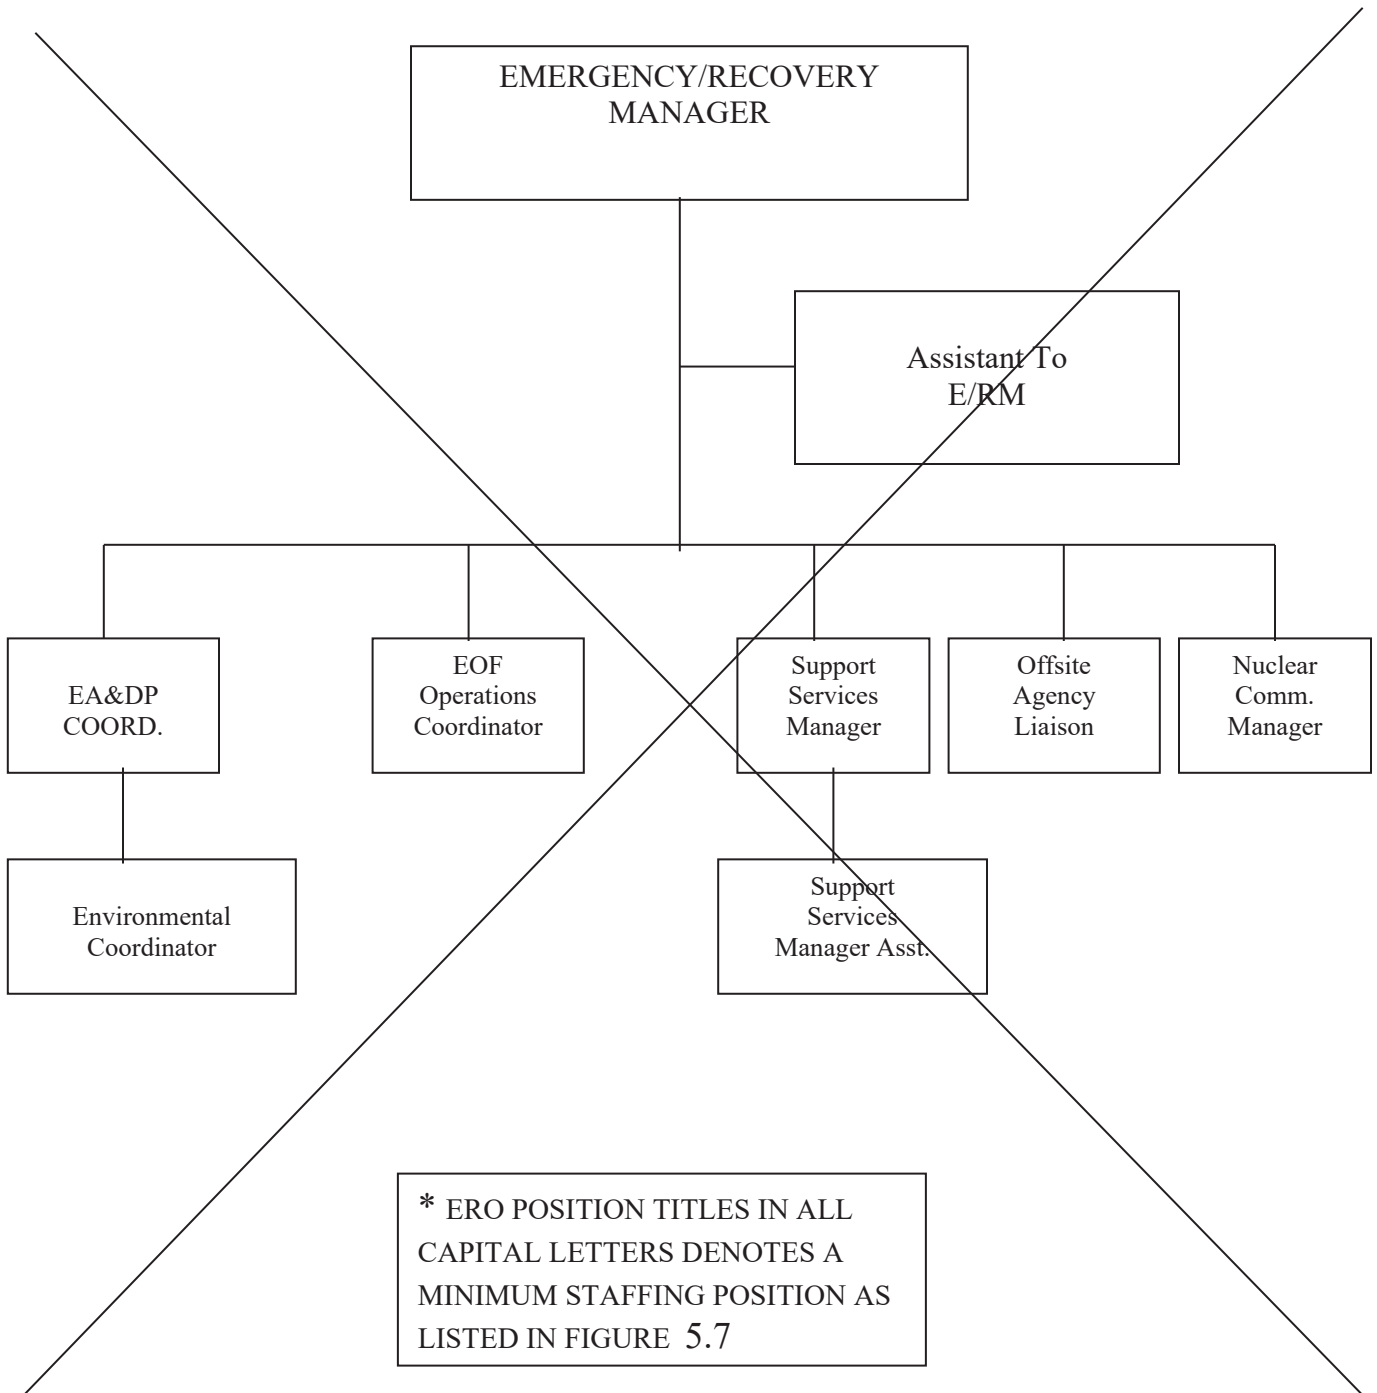 EMERGENCY/RECOVERY
MANAGER
Assistant To
E/RM
EA&DP
COORD.
EOF
Operations
Coordinator
Support
Services
Manager
Offsite
Agency
Liaison
Nuclear
Comm.
Manager
Environmental
Coordinator
Support
Services
Manager Asst.
* ERO POSITION TITLES IN ALL
CAPITAL LETTERS DENOTES A
MINIMUM STAFFING POSITION AS
LISTED IN FIGURE 5.7